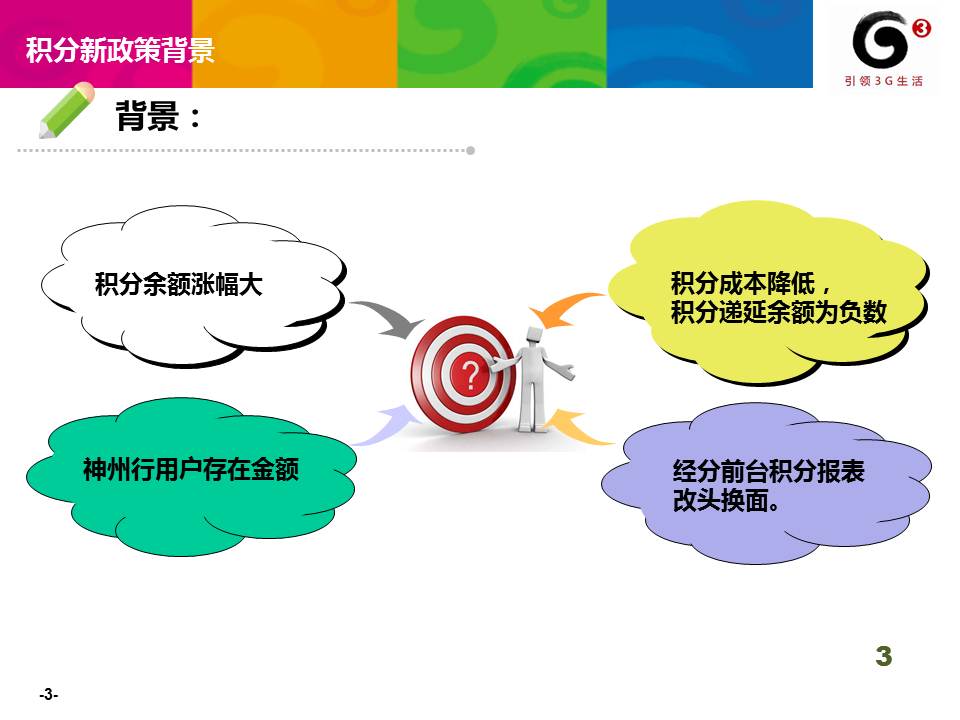 积分新政策背景
3
引领3G生活
背景：
积分余额涨幅大
积分成本降低，
积分递延余额为负数
?
神州行用户存在金额
经分前台积分报表
改头换面。
3
-3-